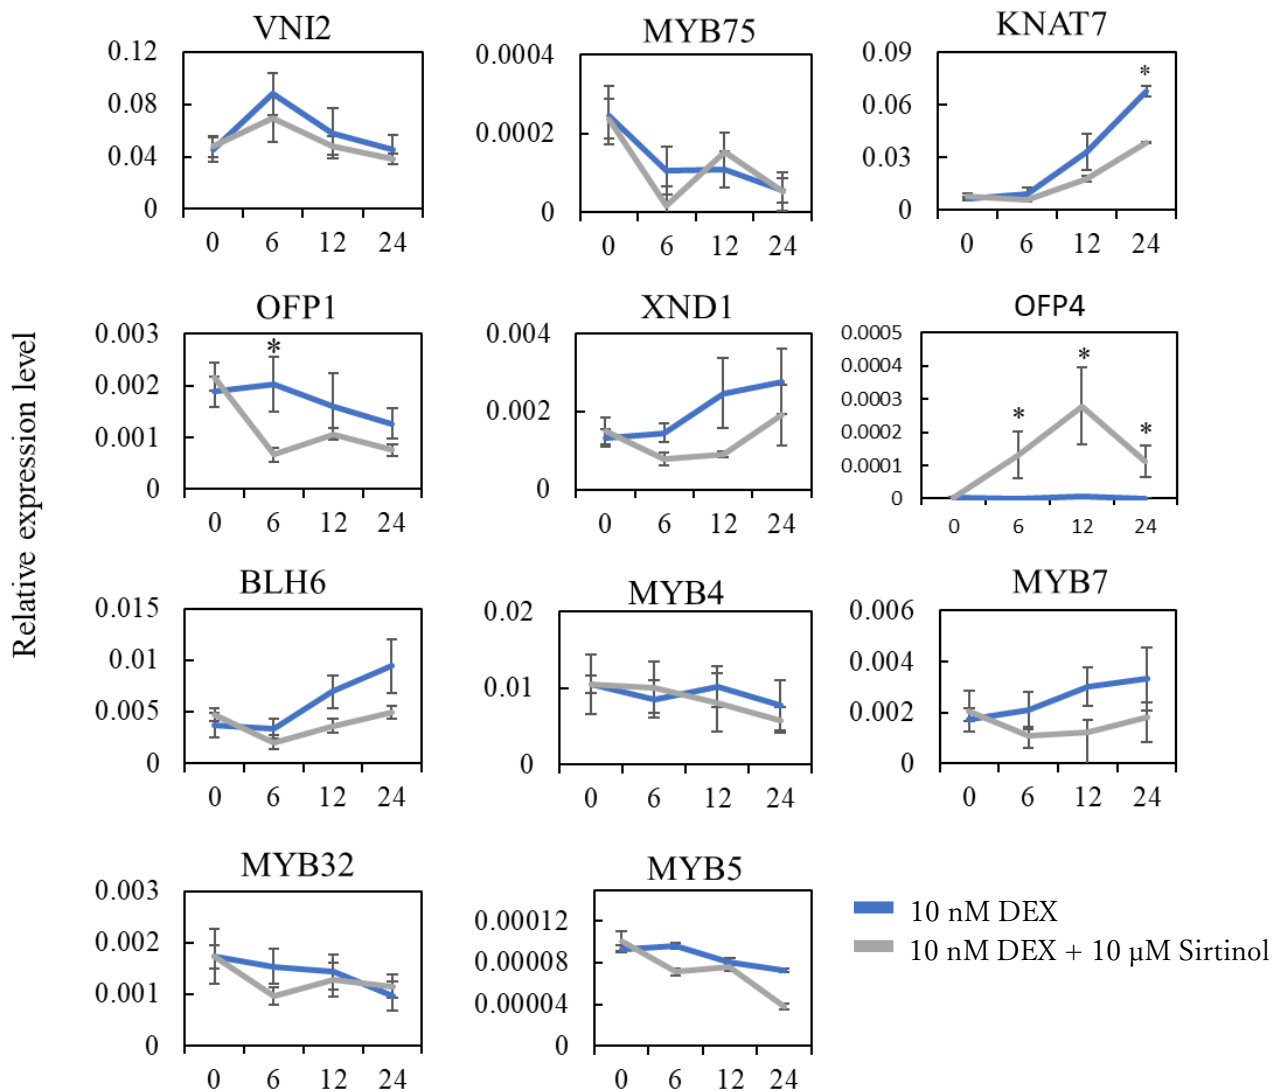 Relative expression level
VNI2
0.12
0.08
0.04
0
0 6 12 24
MYB75
0.0004
0.0002
0
0 6 12 24
KNAT7
0.09
0.06
0.03
0
*
0 6 12 24
OFP1
0.003
0.002
0.001
0
*
0 6 12 24
XND1
0.004
0.002
0
0 6 12 24
OFP4
0.0005
0.0004
0.0003
0.0002
0.0001
0
* * *
0 6 12 24
BLH6
0.015
0.01
0.005
0
0 6 12 24
MYB4
0.02
0.01
0
0 6 12 24
MYB7
0.006
0.004
0.002
0
0 6 12 24
MYB32
0.003
0.002
0.001
0
0 6 12 24
MYB5
0.00012
0.00008
0.00004
0
0 6 12 24
10 nM DEX
10 nM DEX + 10 μM Sirtinol